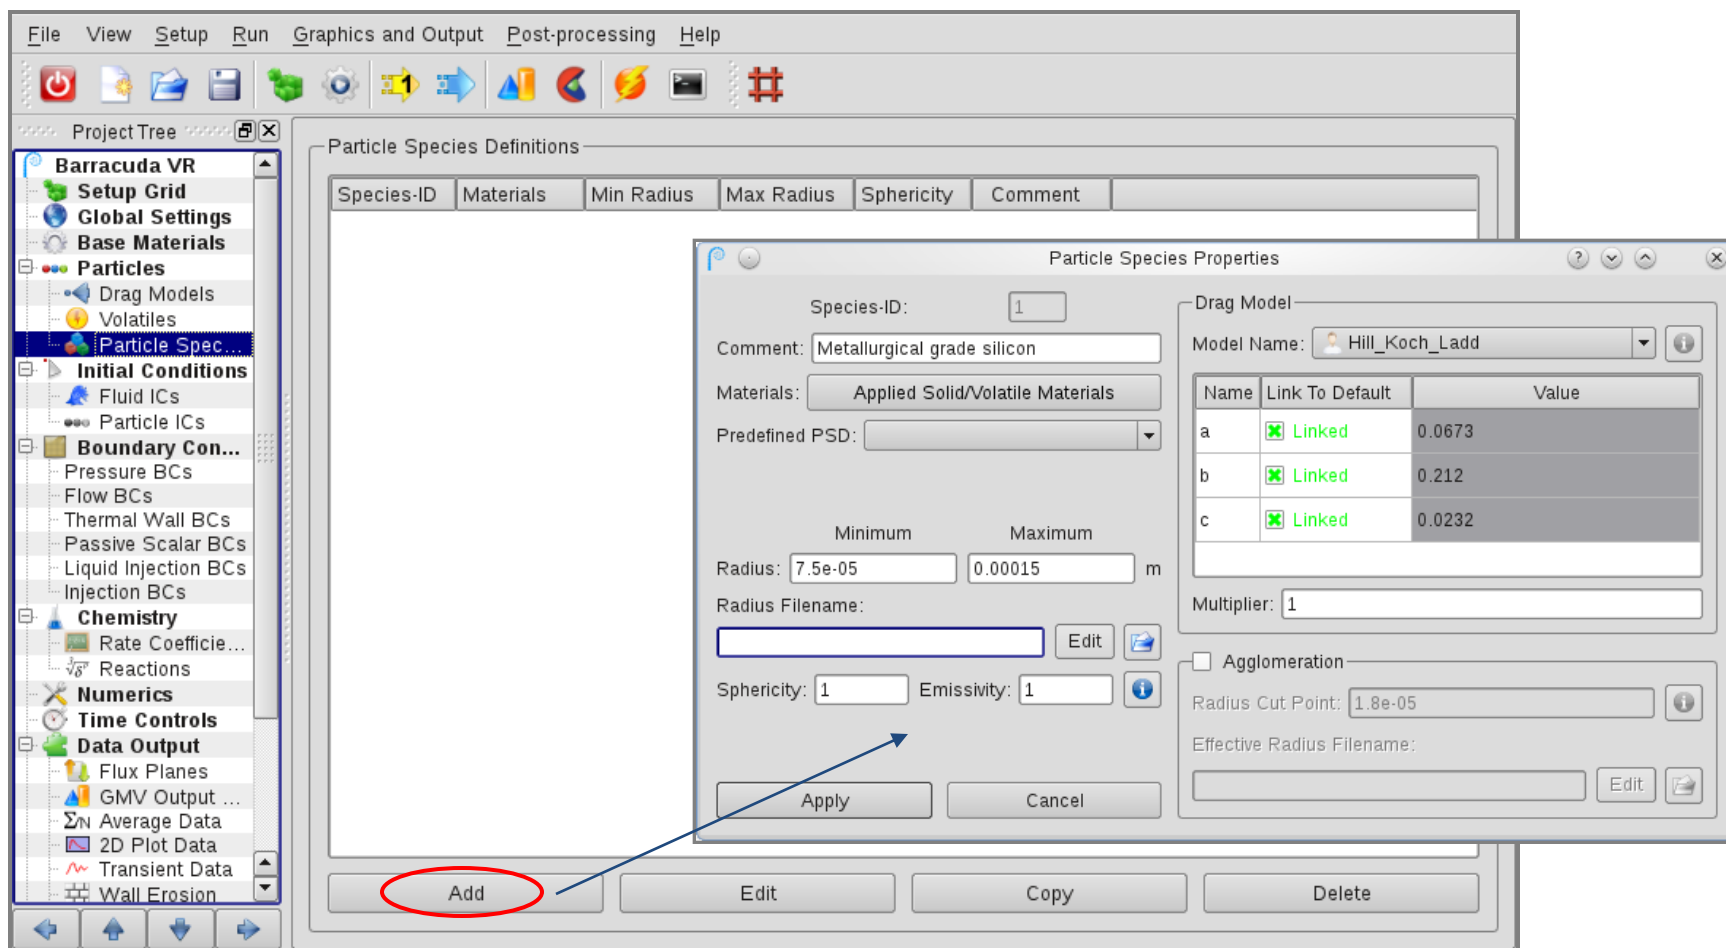 File View Setup Run Graphics and Output Post-processing Help
1
Project Tree
Barracuda VR
Setup Grid
Global Settings
Base Materials
Particles
Drag Models
Volatiles
Particle Spec...
Initial Conditions
Fluid ICs
Particle ICs
Boundary Con...
Pressure BCs
Flow BCs
Thermal Wall BCs
Passive Scalar BCs
Liquid Injection BCs
Injection BCs
Chemistry
Rate Coefficie...
Reactions
Numerics
Time Controls
Data Output
Flux Planes
GMV Output ...
Average Data
2D Plot Data
Transient Data
Wall Erosion
Particle Species Definitions
Species-ID Materials Min Radius Max Radius Sphericity Comment
Add Edit Copy Delete
Particle Species Properties
Species-ID: 1
Comment: Metallurgical grade silicon
Materials: Applied Solid/Volatile Materials
Predefined PSD:
Minimum Maximum
Radius: 7.5e-05 0.00015 m
Radius Filename:
Edit
Sphericity: 1 Emissivity: 1
Apply Cancel
Drag Model
Model Name: Hill_Koch_Ladd
Name Link To Default Value
a Linked 0.0673
b Linked 0.212
c Linked 0.0232
Multiplier: 1
Agglomeration
Radius Cut Point: 1.8e-05
Effective Radius Filename:
Edit